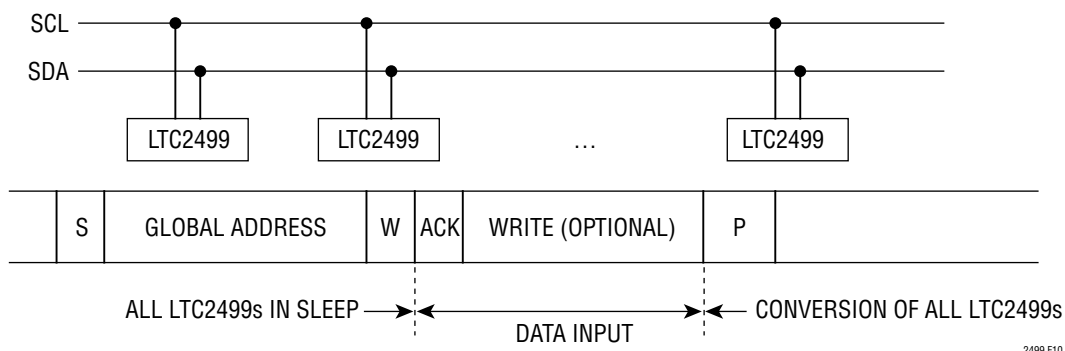 SCL
SDA
LTC2499 LTC2499 ... LTC2499
S GLOBAL ADDRESS W ACK WRITE (OPTIONAL) P
ALL LTC2499s IN SLEEP DATA INPUT CONVERSION OF ALL LTC2499s
2499 F10